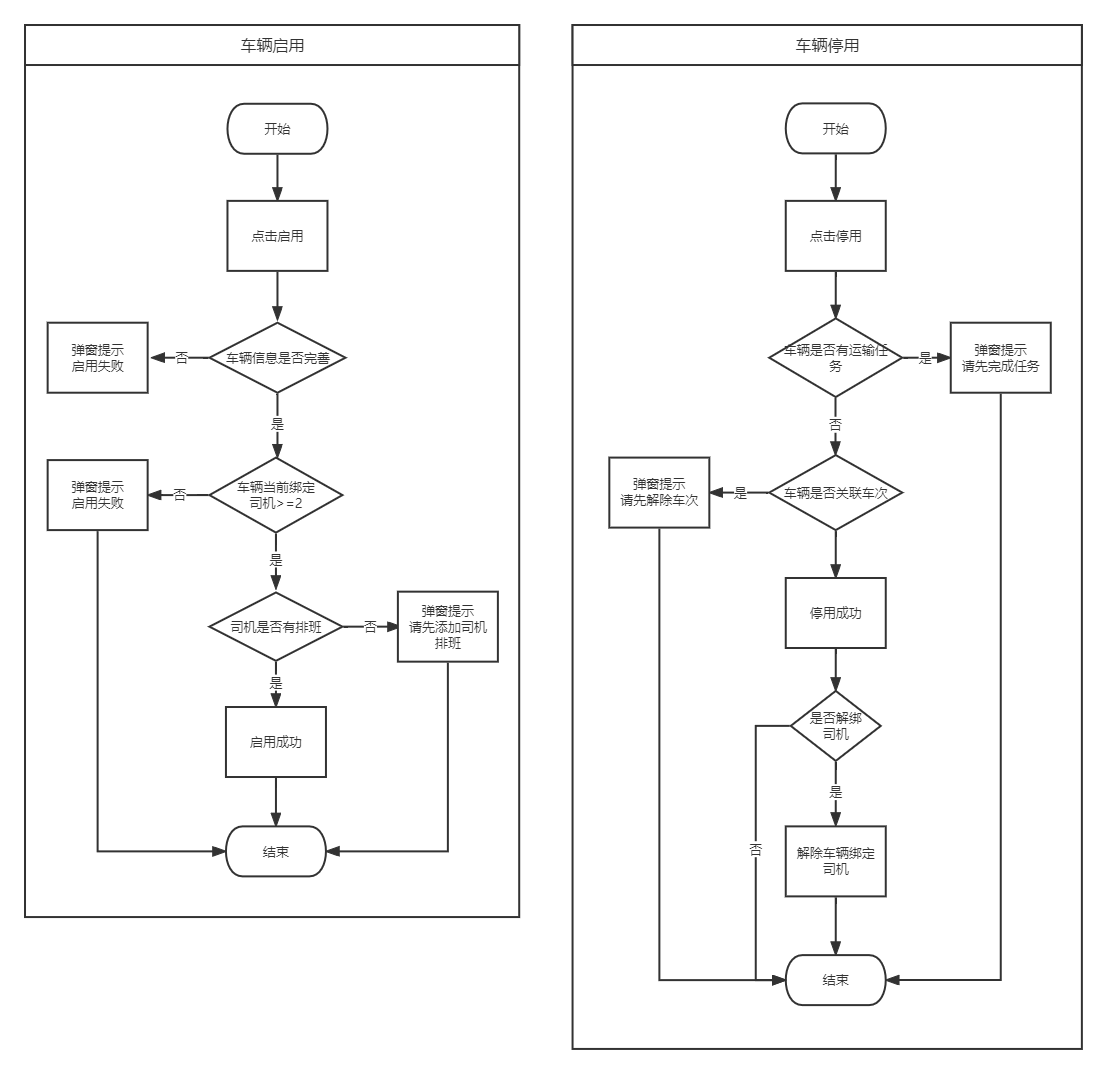 车辆启用
开始
点击启用
车辆信息是否完善
否
弹窗提示
启用失败
是
车辆当前绑定
司机>=2
否
弹窗提示
启用失败
是
司机是否有排班
否
弹窗提示
请先添加司机
排班
是
启用成功
结束
车辆停用
开始
点击停用
车辆是否有运输任
务
是
弹窗提示
请先完成任务
否
车辆是否关联车次
是
弹窗提示
请先解除车次
停用成功
是否解绑
司机
是
否
解除车辆绑定
司机
结束